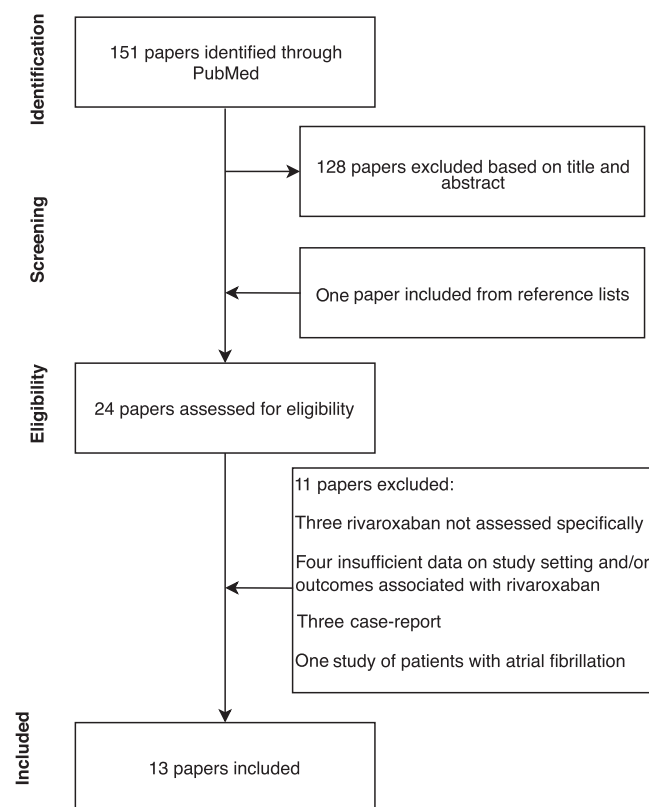 Identification
151 papers identified through
PubMed
128 papers excluded based on title and
abstract
Screening
One paper included from reference lists
Eligibility
24 papers assessed for eligibility
11 papers excluded:
Three rivaroxaban not assessed specifically
Four insufficient data on study setting and/or
outcomes associated with rivaroxaban
Three case-report
One study of patients with atrial fibrillation
Included
13 papers included